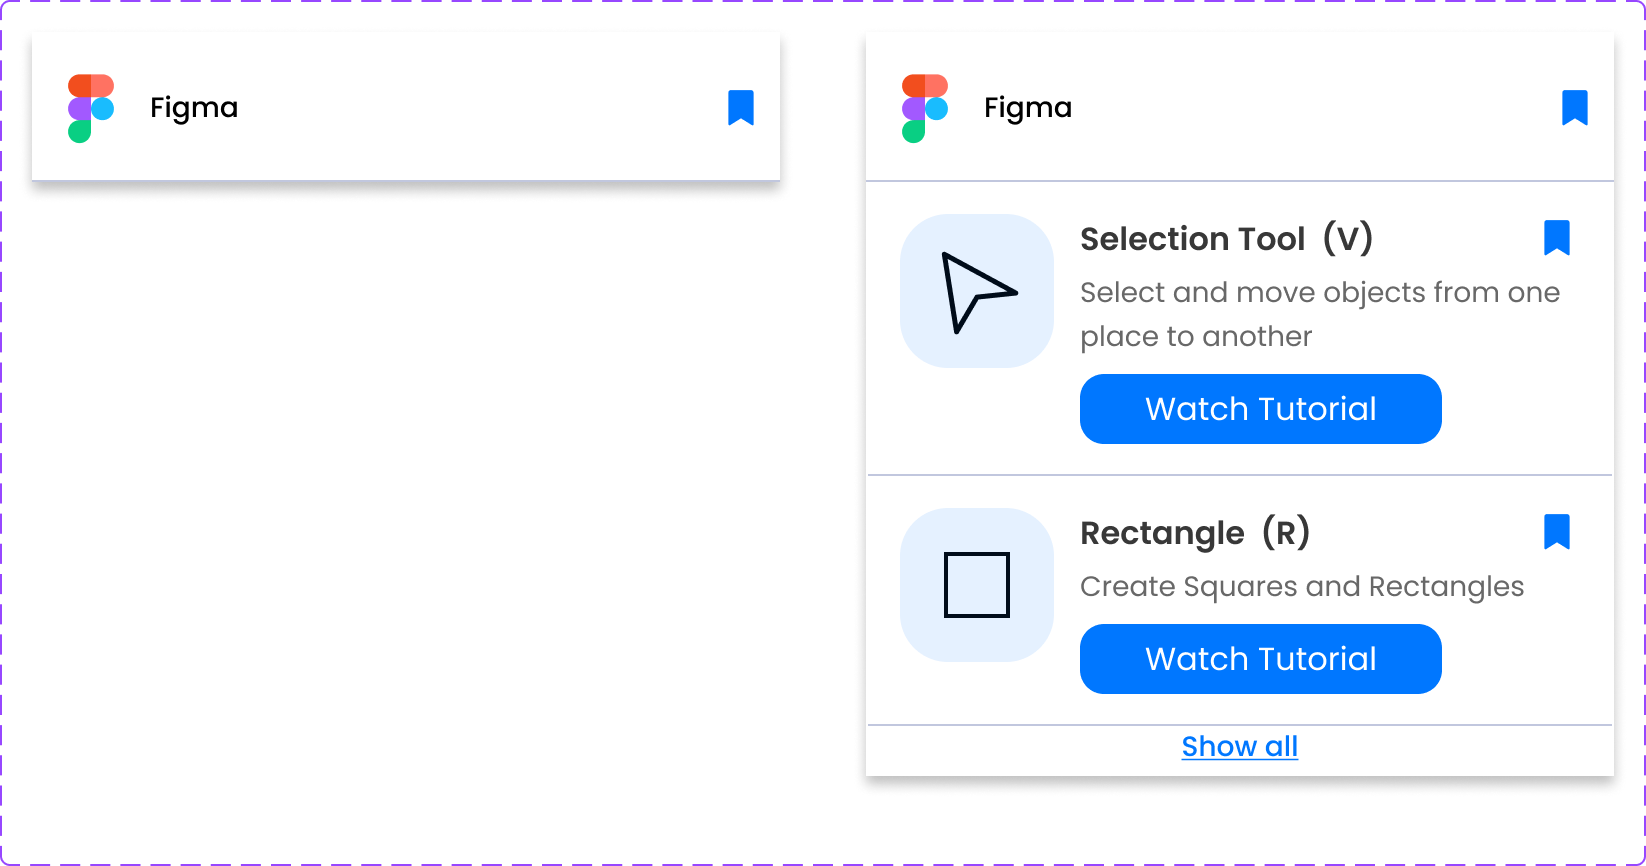 Figma
Figma
Selection Tool (V)
Select and move objects from one
place to another
Watch Tutorial
Rectangle (R)
Create Squares and Rectangles
Watch Tutorial
Show all